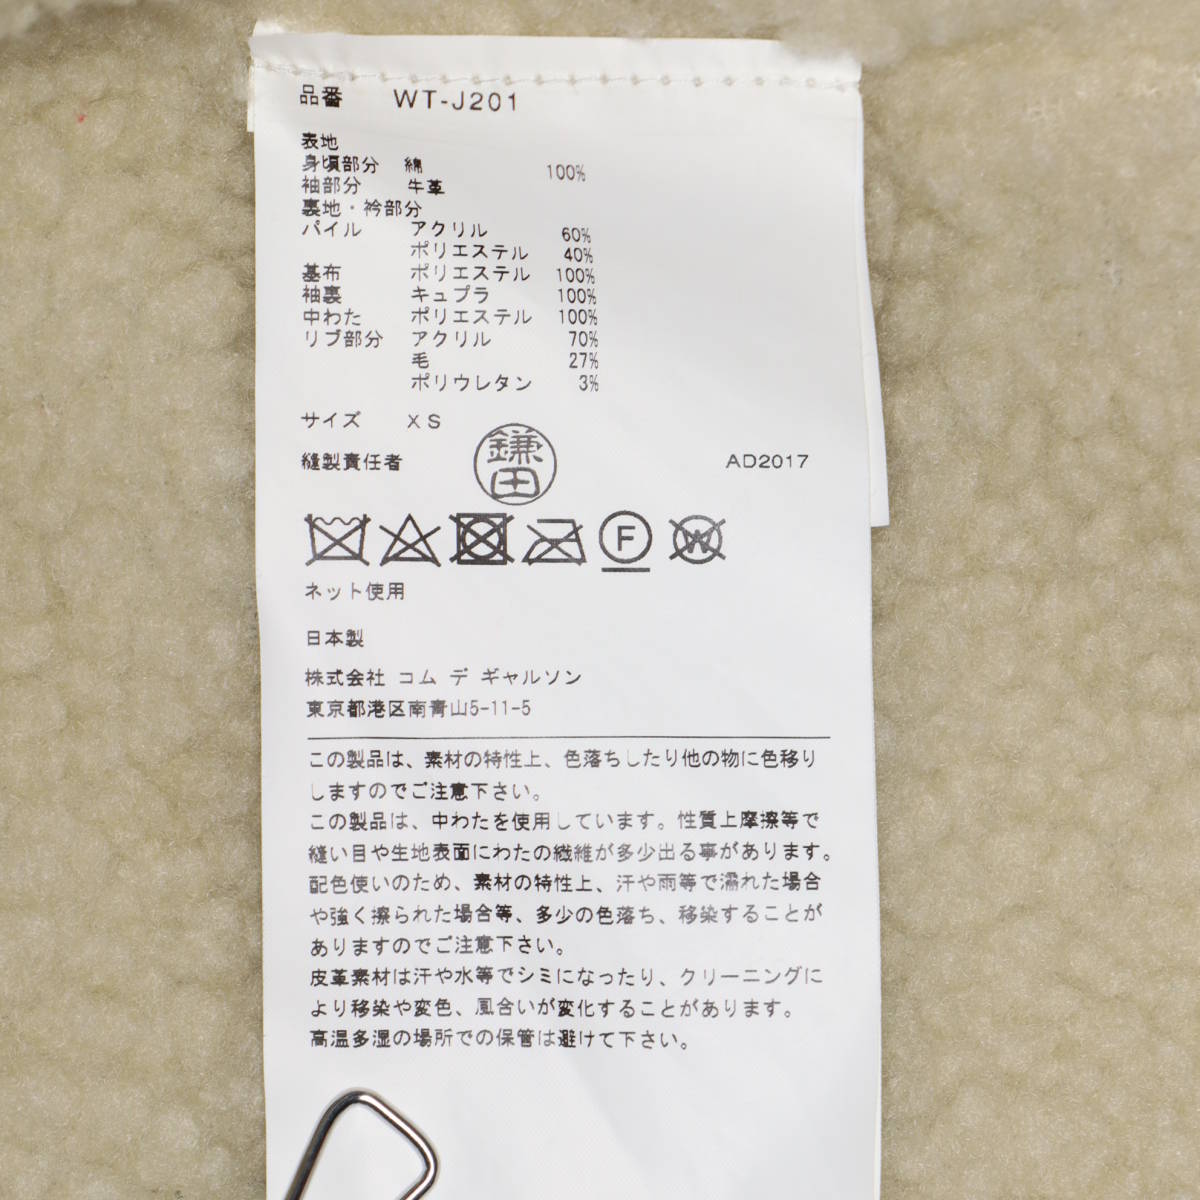 品番 WT-J201
表地
身頃部分 綿 100%
袖部分 牛革
裏地・衿部分
パイル アクリル 60%
ポリエステル 40%
基布 ポリエステル 100%
袖裏 キュプラ 100%
中わた ポリエステル 100%
リブ部分 アクリル 70%
毛 27%
ポリウレタン 3%
サイズ XS
縫製責任者 鎌田 AD2017
F W
ネット使用
日本製
株式会社 コム デ ギャルソン
東京都港区南青山5-11-5
この製品は、素材の特性上、色落ちしたり他の物に色移り
しますのでご注意下さい。
この製品は、中わたを使用しています。性質上摩擦等で
縫い目や生地表面にわたの繊維が多少出る事があります。
配色使いのため、素材の特性上、汗や雨等で濡れた場合
や強く擦られた場合等、多少の色落ち、移染することが
ありますのでご注意下さい。
皮革素材は汗や水等でシミになったり、クリーニングに
より移染や変色、風合いが変化することがあります。
高温多湿の場所での保管は避けて下さい。